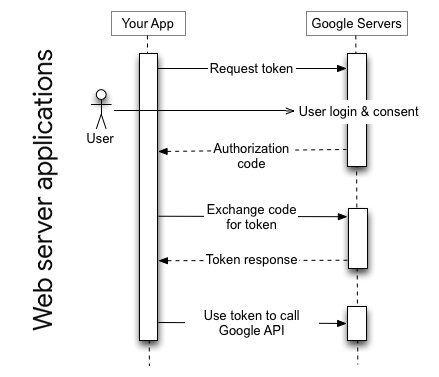 Web server applications
Your App
Google Servers
Request token
User login & consent
User
Authorization
code
Exchange code
for token
Token response
Use token to call
Google API